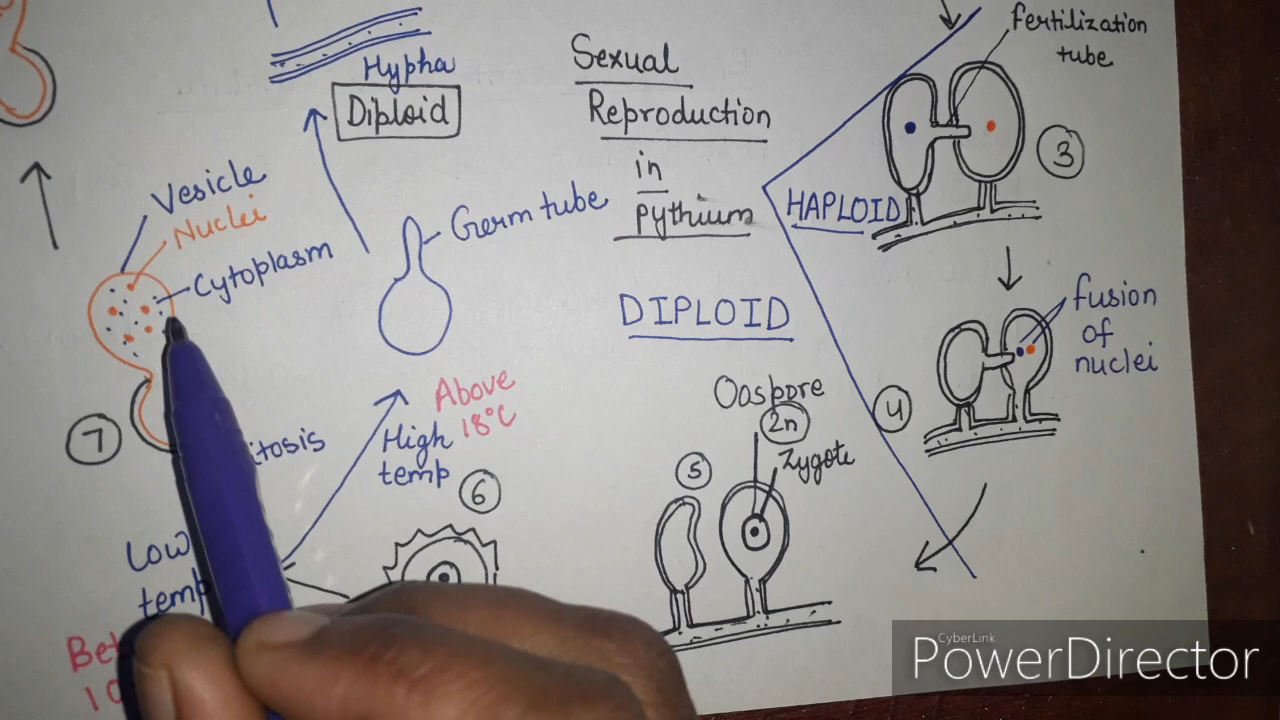 Hypha
Diploid
Vesicle
Nuclei
Cytoplasm
Germ tube
Sexual
Reproduction
in
Pythium
HAPLOID
DIPLOID
fertilization
tube
3
fusion
of
nuclei
4
Oospore
2n
Zygote
5
Above
18°C
High
temp
6
7
Low
temp
CyberLink
PowerDirector